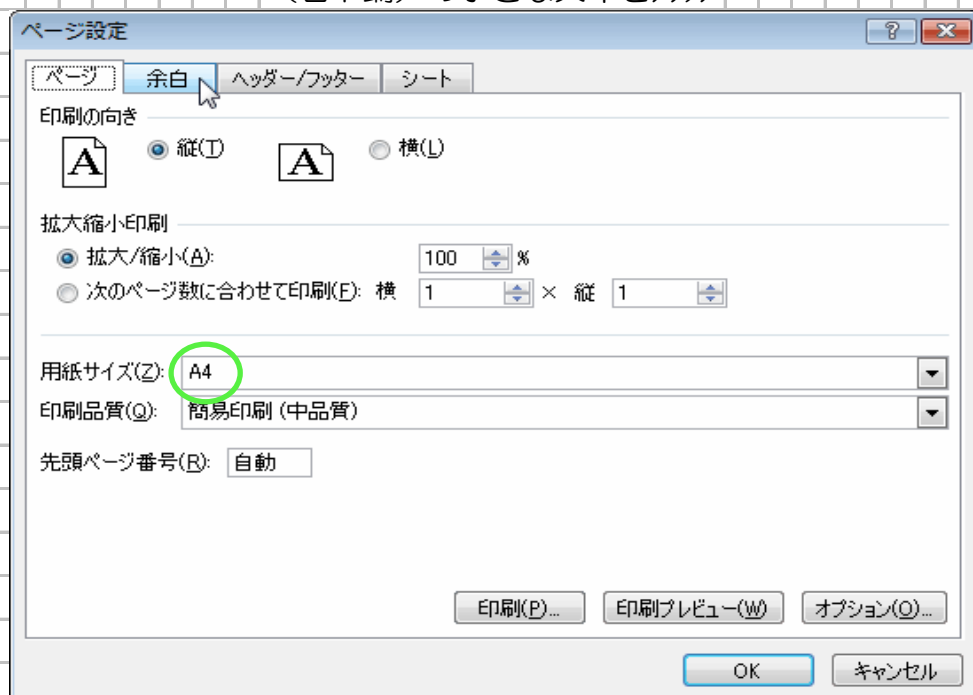 ページ設定
ページ 余白 ヘッダー/フッター シート
印刷の向き
A 縦(T) A 横(L)
拡大縮小印刷
拡大/縮小(A): 100 %
次のページ数に合わせて印刷(F): 横 1 × 縦 1
用紙サイズ(Z): A4
印刷品質(Q): 簡易印刷 (中品質)
先頭ページ番号(R): 自動
印刷(P)... 印刷プレビュー(W) オプション(O)...
OK キャンセル